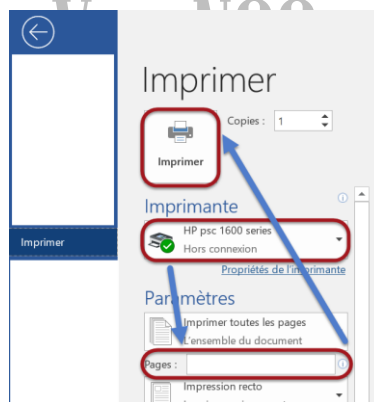 Imprimer
Copies : 1
Imprimer
Imprimante
HP psc 1600 series
Hors connexion
Imprimer
Propriétés de l'imprimante
Paramètres
Imprimer toutes les pages
L'ensemble du document
Pages :
Impression recto